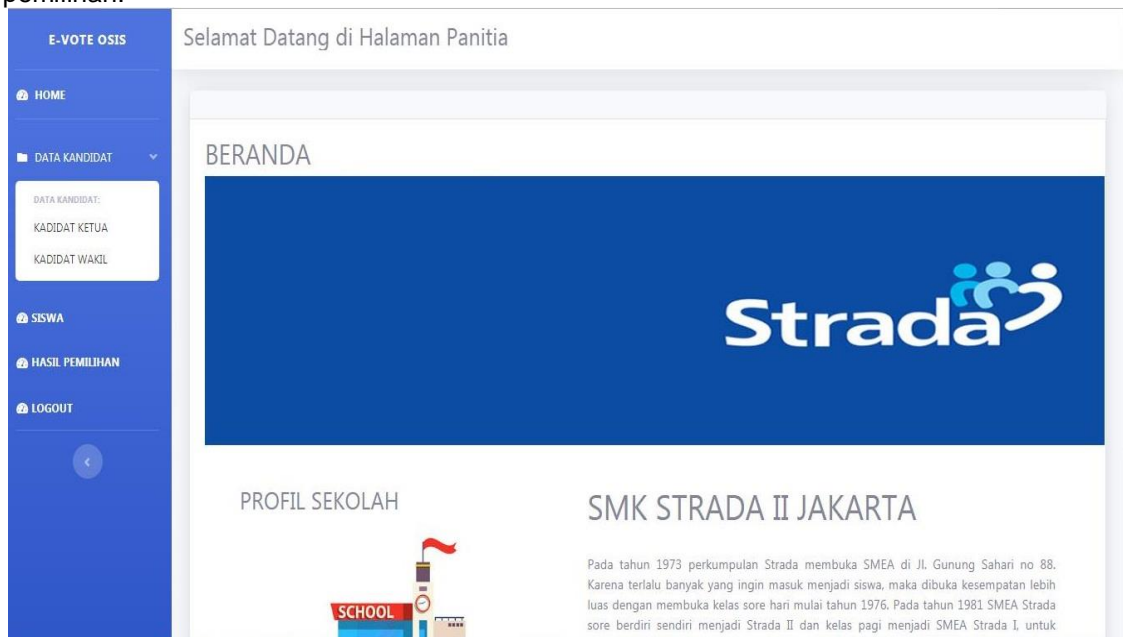 pemilihan.
E-VOTE OSIS
Selamat Datang di Halaman Panitia
HOME
DATA KANDIDAT
DATA KANDIDAT:
KADIDAT KETUA
KADIDAT WAKIL
SISWA
HASIL PEMILIHAN
LOGOUT
BERANDA
Strada
PROFIL SEKOLAH
SCHOOL
SMK STRADA II JAKARTA
Pada tahun 1973 perkumpulan Strada membuka SMEA di Jl. Gunung Sahari no 88.
Karena terlalu banyak yang ingin masuk menjadi siswa, maka dibuka kesempatan lebih
luas dengan membuka kelas sore hari mulai tahun 1976. Pada tahun 1981 SMEA Strada
sore berdiri sendiri menjadi Strada II dan kelas pagi menjadi SMEA Strada I, untuk